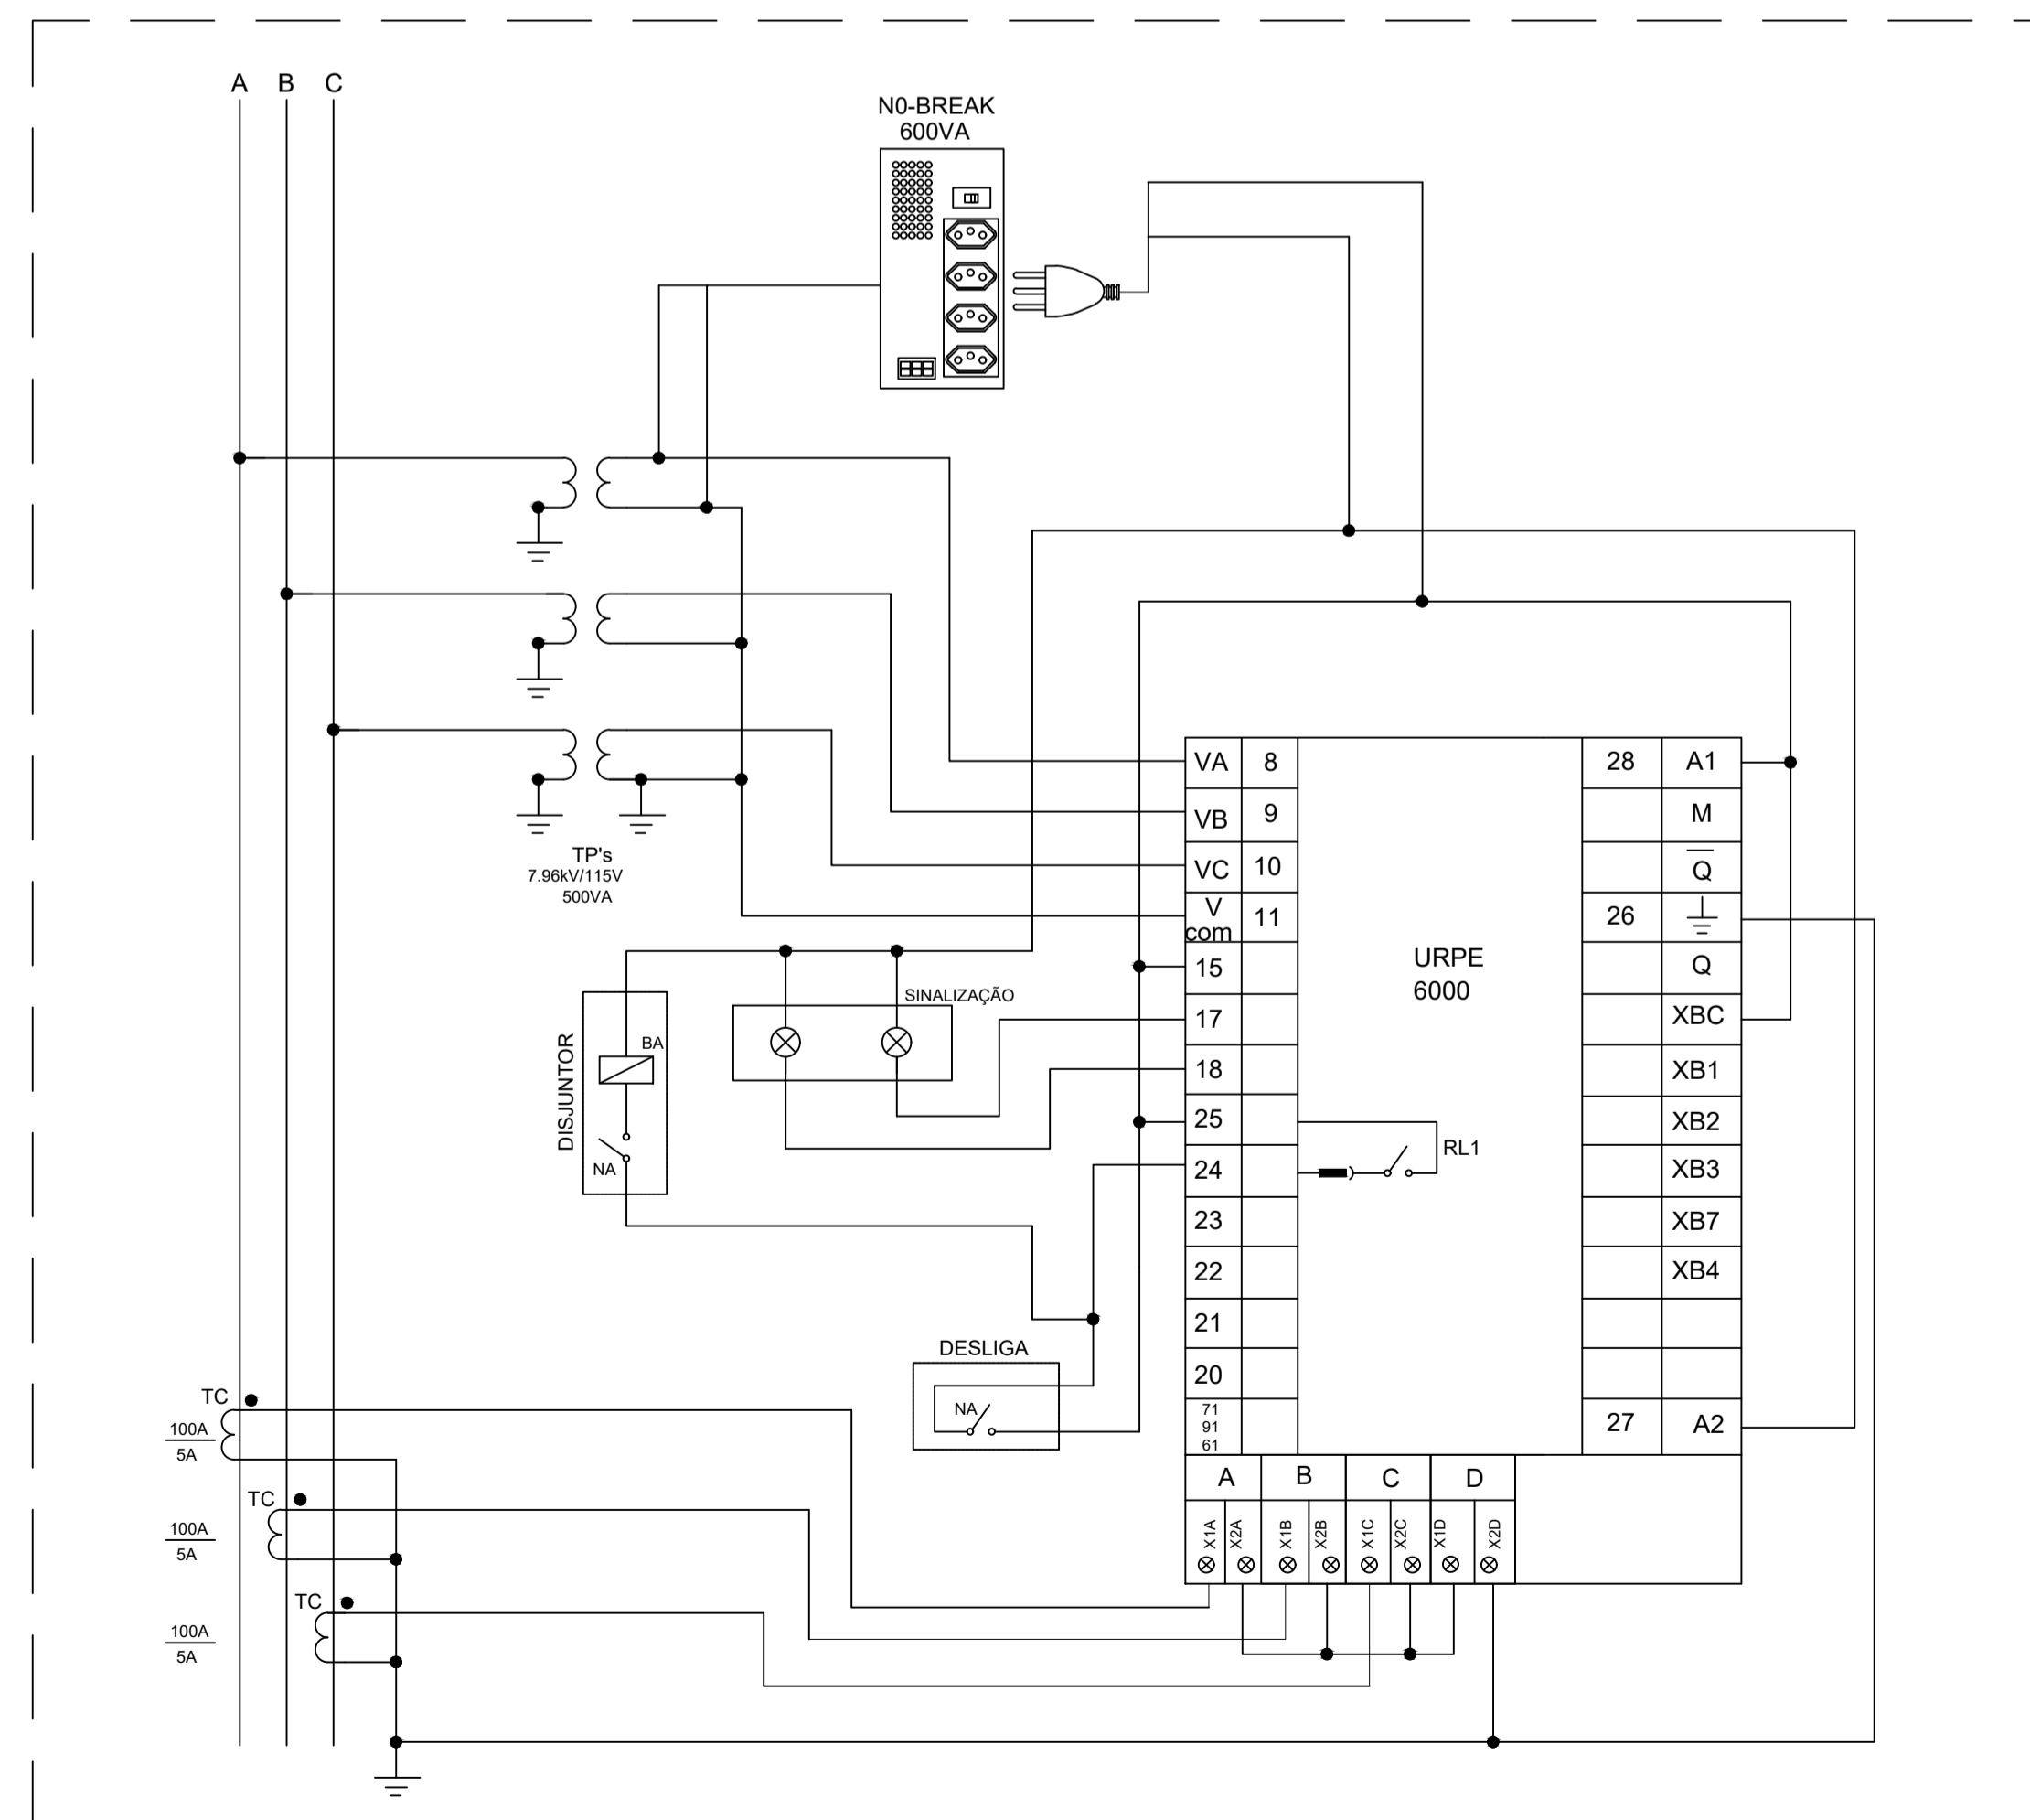 A B C
N0-BREAK
600VA
TP's
7.96kV/115V
500VA
VA 8
VB 9
VC 10
V
com
11
15
17
18
25
24
23
22
21
20
71
91
61
URPE
6000
RL1
28 A1
M
Q
26
Q
XBC
XB1
XB2
XB3
XB7
XB4
27 A2
SINALIZAÇÃO
DISJUNTOR
BA
NA
DESLIGA
NA
TC
100A
5A
TC
100A
5A
TC
100A
5A
A B C D
X1A X2A X1B X2B X1C X2C X1D X2D